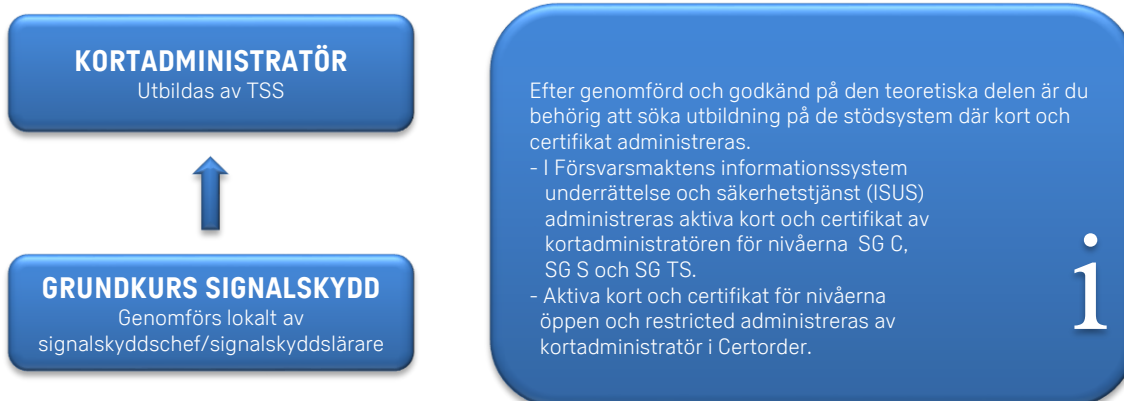 KORTADMINISTRATÖR
Utbildas av TSS
GRUNDKURS SIGNALSKYDD
Genomförs lokalt av
signalskyddschef/signalskyddslärare
Efter genomförd och godkänd på den teoretiska delen är du
behörig att söka utbildning på de stödsystem där kort och
certifikat administreras.
- I Försvarsmaktens informationssystem
underrättelse och säkerhetstjänst (ISUS)
administreras aktiva kort och certifikat av
kortadministratören för nivåerna SG C,
SG S och SG TS.
- Aktiva kort och certifikat för nivåerna
öppen och restricted administreras av
kortadministratör i Certorder.
i